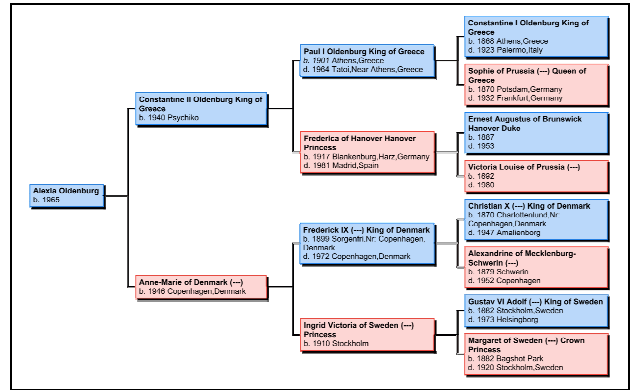 Alexia Oldenburg
b. 1965
Constantine II Oldenburg King of
Greece
b. 1940 Psychiko
Anne-Marie of Denmark (---)
b. 1946 Copenhagen,Denmark
Paul I Oldenburg King of Greece
b. 1901 Athens,Greece
d. 1964 Tatoi,Near Athens,Greece
Frederica of Hanover Hanover
Princess
b. 1917 Blankenburg,Harz,Germany
d. 1981 Madrid,Spain
Frederick IX (---) King of Denmark
b. 1899 Sorgenfri,Nr: Copenhagen,
Denmark
d. 1972 Copenhagen,Denmark
Ingrid Victoria of Sweden (---)
Princess
b. 1910 Stockholm
Constantine I Oldenburg King of
Greece
b. 1868 Athens,Greece
d. 1923 Palermo,Italy
Sophie of Prussia (---) Queen of
Greece
b. 1870 Potsdam,Germany
d. 1932 Frankfurt,Germany
Ernest Augustus of Brunswick
Hanover Duke
b. 1887
d. 1953
Victoria Louise of Prussia (---)
b. 1892
d. 1980
Christian X (---) King of Denmark
b. 1870 Charlottenlund,Nr:
Copenhagen,Denmark
d. 1947 Amalienborg
Alexandrine of Mecklenburg-
Schwerin (---)
b. 1879 Schwerin
d. 1952 Copenhagen
Gustav VI Adolf (---) King of Sweden
b. 1882 Stockholm,Sweden
d. 1973 Helsingborg
Margaret of Sweden (---) Crown
Princess
b. 1882 Bagshot Park
d. 1920 Stockholm,Sweden